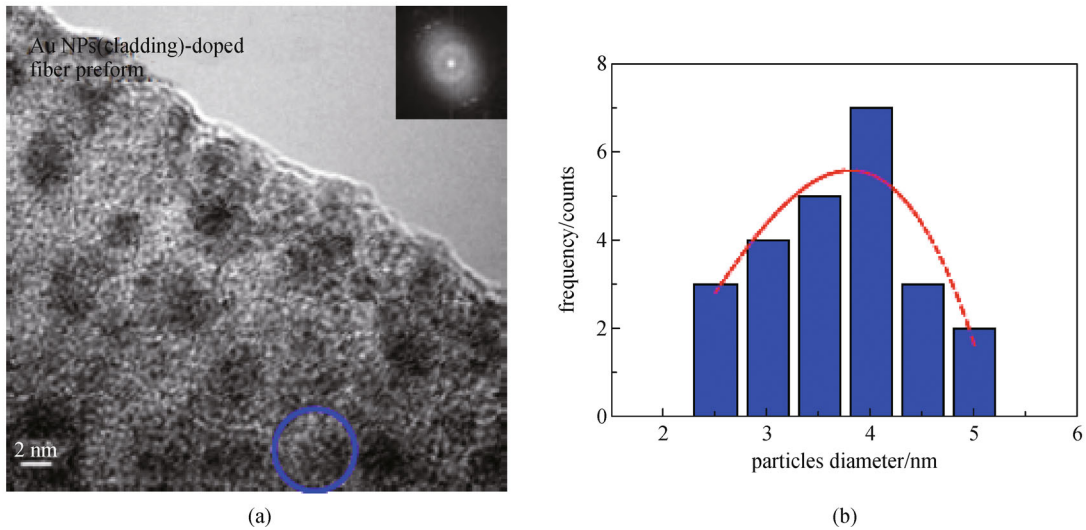 Au NPs(cladding)-doped
fiber preform
2 nm
(a)
frequency/counts
8
6
4
2
0
2 3 4 5 6
particles diameter/nm
(b)